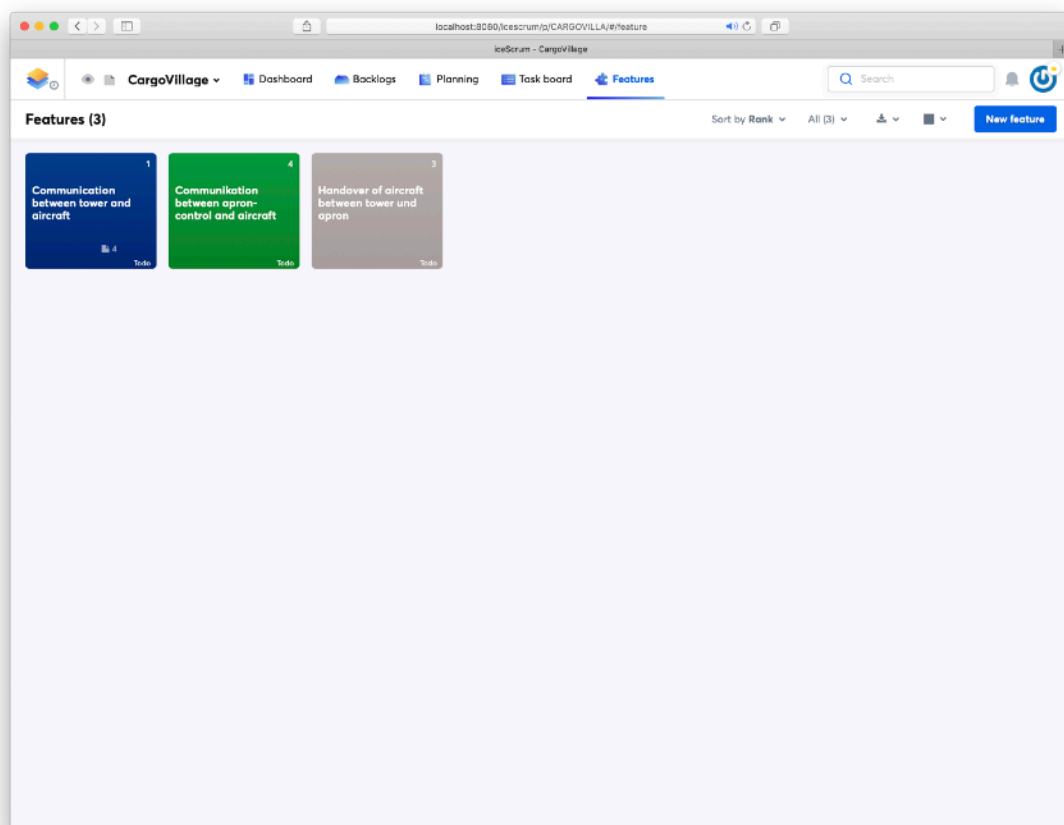 localhost:8080/icescrum/p/CARGOVILLA/#/feature
iceScrum - CargoVillage
CargoVillage
Dashboard
Backlogs
Planning
Task board
Features
Search
Features (3)
Sort by Rank
All (3)
New feature
1
Communication
between tower and
aircraft
4
Todo
4
Communikation
between apron-
control and aircraft
Todo
3
Handover of aircraft
between tower und
apron
Todo